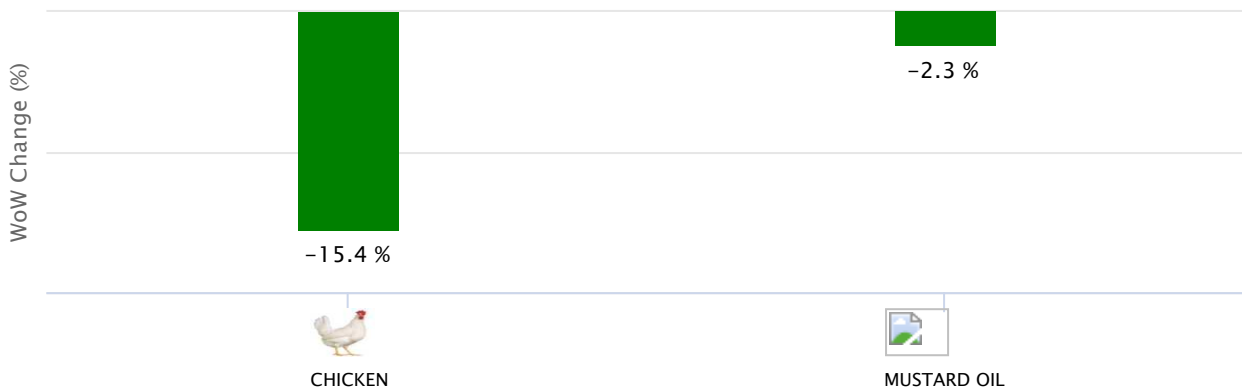 WoW Change (%)
-15.4 %
-2.3 %
CHICKEN
MUSTARD OIL